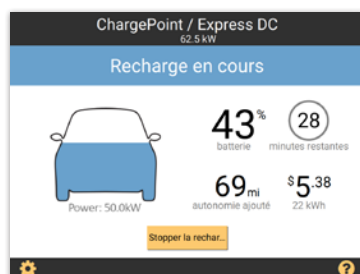 ChargePoint / Express DC
62.5 kW
Recharge en cours
43%
batterie
28
minutes restantes
Power: 50.0kW
69mi
autonomie ajouté
$5.38
22 kWh
Stopper la rechar...
?